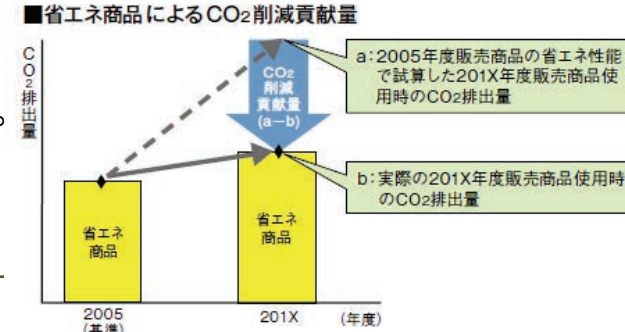 ■省エネ商品によるCO2削減貢献量
CO2排出量
CO2
削減
貢献量
(a−b)
a:2005年度販売商品の省エネ性能
で試算した201X年度販売商品使
用時のCO2排出量
b:実際の201X年度販売商品使用時
のCO2排出量
省エネ
商品
省エネ
商品
2005
(基準)
201X
(年度)